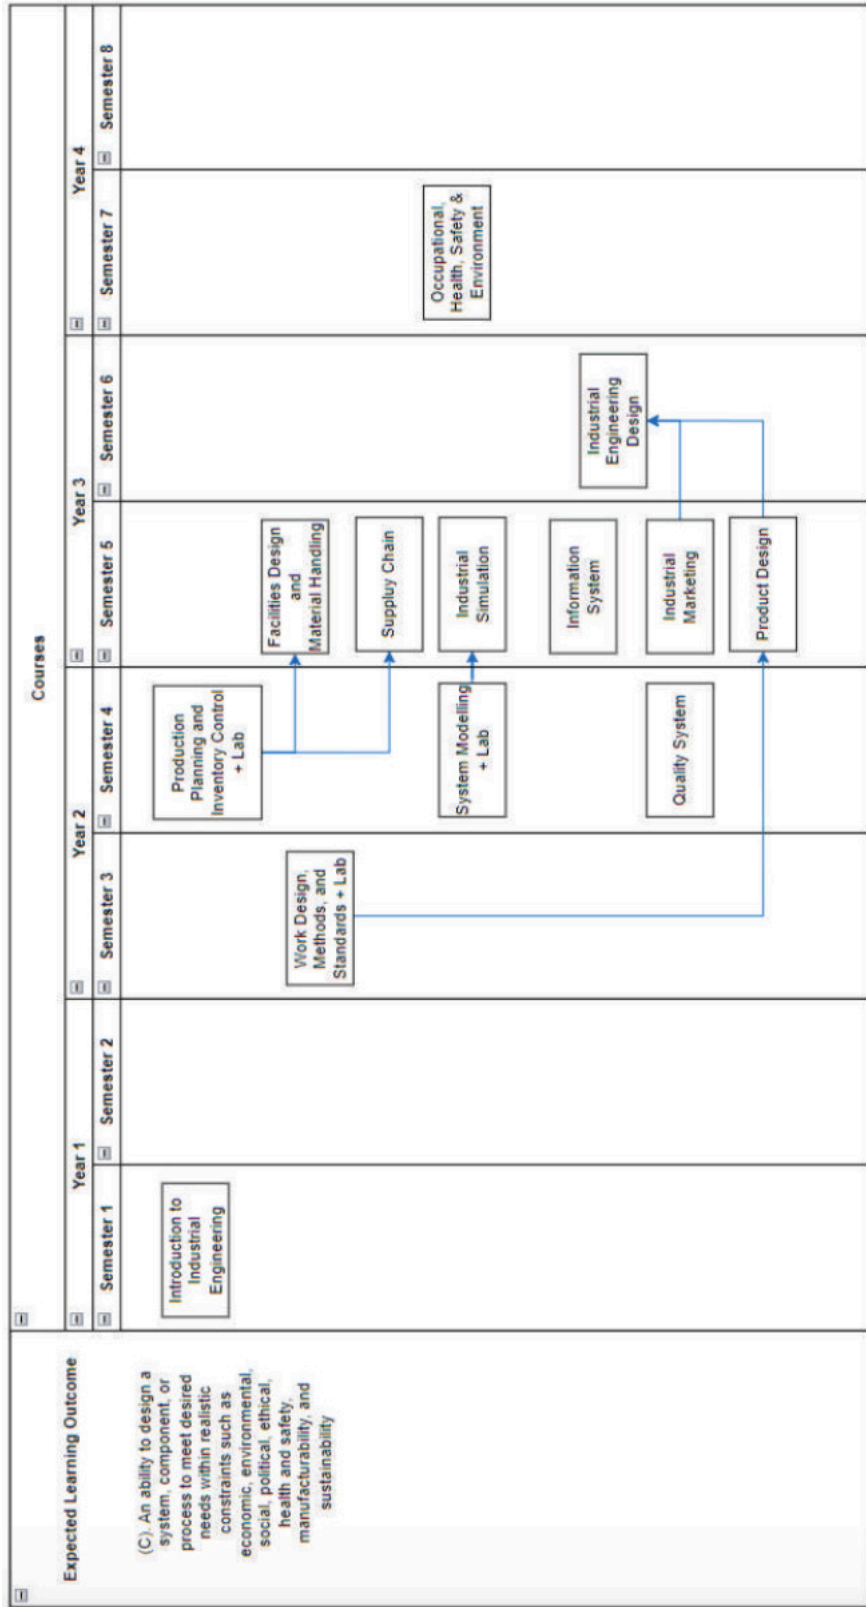 Expected Learning Outcome
Courses
Year 1
Year 2
Year 3
Year 4
Semester 1
Semester 2
Semester 3
Semester 4
Semester 5
Semester 6
Semester 7
Semester 8
(C). An ability to design a
system, component, or
process to meet desired
needs within realistic
constraints such as
economic, environmental,
social, political, ethical,
health and safety,
manufacturability, and
sustainability
Introduction to
Industrial
Engineering
Work Design,
Methods, and
Standards + Lab
Production
Planning and
Inventory Control
+ Lab
System Modelling
+ Lab
Quality System
Facilities Design
and
Material Handling
Suppluy Chain
Industrial
Simulation
Information
System
Industrial
Marketing
Product Design
Industrial
Engineering
Design
Occupational,
Health, Safety &
Environment